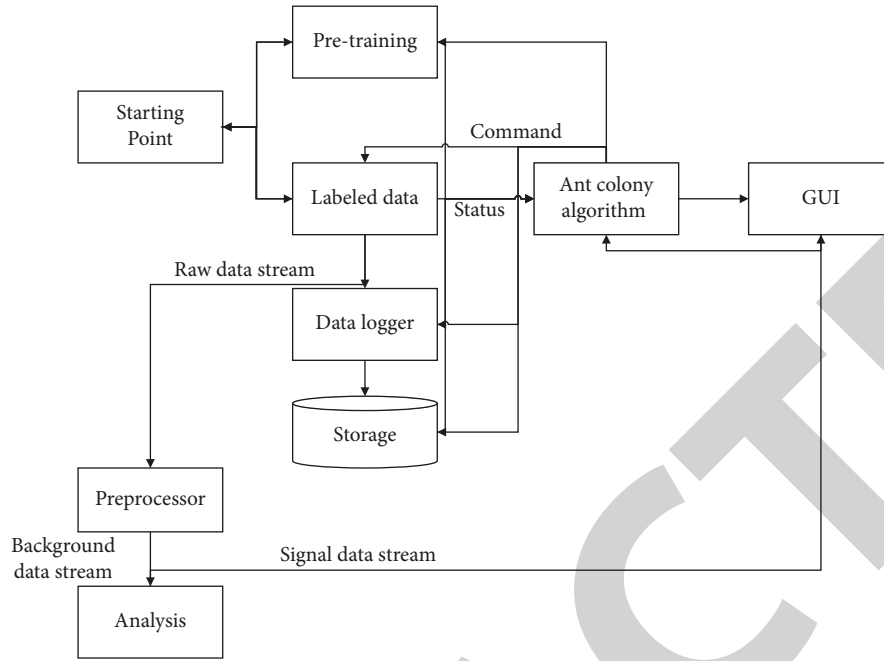 Pre-training
Starting
Point
Command
Labeled data
Status
Ant colony
algorithm
GUI
Raw data stream
Data logger
Storage
Preprocessor
Background
data stream
Signal data stream
Analysis